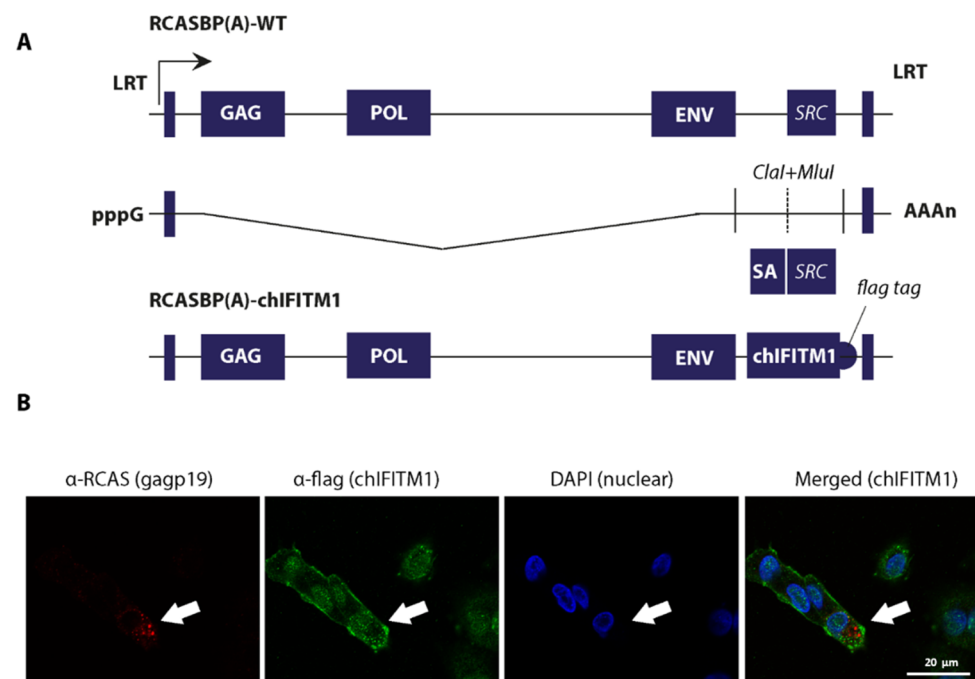 A
RCASBP(A)-WT
LRT
LRT
GAG POL ENV SRC
ClaI+MluI
pppG
AAAn
SA SRC
flag tag
RCASBP(A)-chIFITM1
GAG POL ENV chIFITM1
B
α-RCAS (gagp19) α-flag (chIFITM1) DAPI (nuclear) Merged (chIFITM1)
20 µm